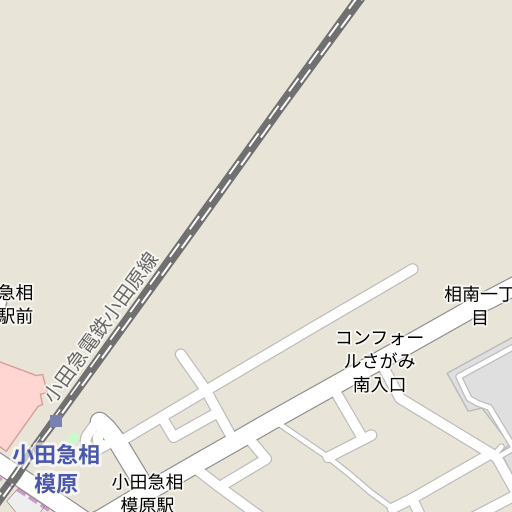 小田急電鉄小田原線
急相
駅前
相南一丁
目
コンフォー
ルさがみ
南入口
小田急相
模原
小田急相
模原駅